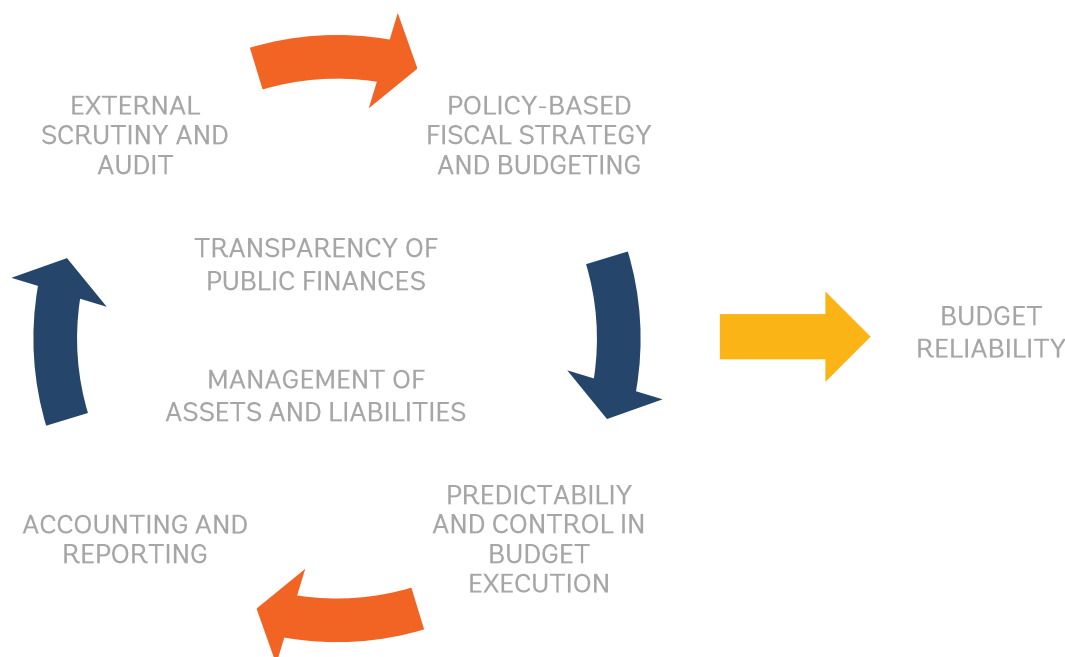 EXTERNAL
SCRUTINY AND
AUDIT
POLICY-BASED
FISCAL STRATEGY
AND BUDGETING
TRANSPARENCY OF
PUBLIC FINANCES
BUDGET
RELIABILITY
MANAGEMENT OF
ASSETS AND LIABILITIES
ACCOUNTING AND
REPORTING
PREDICTABILIY
AND CONTROL IN
BUDGET
EXECUTION